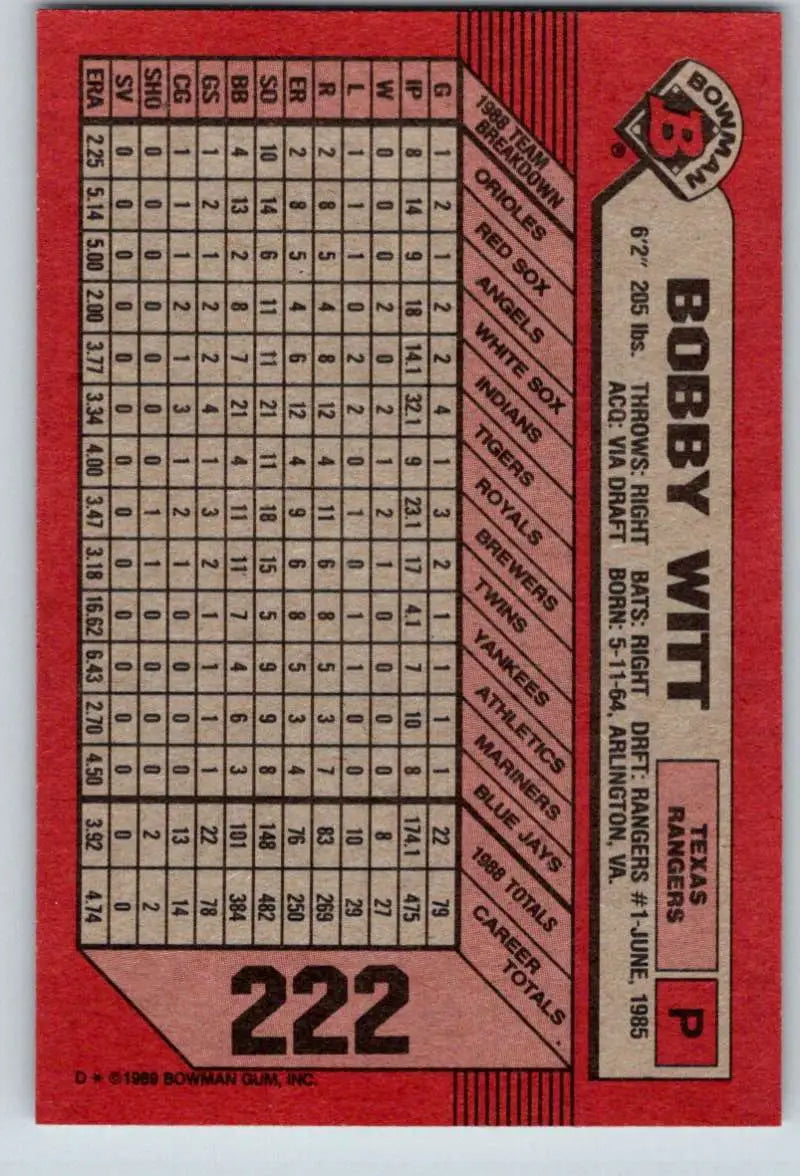 BOWMAN
B
®
BOBBY WITT
TEXAS
RANGERS
P
6'2" 205 lbs. THROWS: RIGHT BATS: RIGHT DRFT: RANGERS #1-JUNE, 1985
ACQ: VIA DRAFT BORN: 5-11-64, ARLINGTON, VA.
1988 TEAM
BREAKDOWN
ORIOLES
RED SOX
ANGELS
WHITE SOX
INDIANS
TIGERS
ROYALS
BREWERS
TWINS
YANKEES
ATHLETICS
MARINERS
BLUE JAYS
1988 TOTALS
CAREER
TOTALS
G 1 2 1 2 2 4 1 3 2 1 1 1 1 22 79
IP 8 14 9 18 14.1 32.1 9 23.1 17 4.1 7 10 8 174.1 475
W 0 0 0 2 0 2 1 2 1 0 0 0 0 8 27
L 1 1 1 0 2 2 0 1 0 1 1 0 0 10 29
R 2 8 5 4 8 12 4 11 6 8 5 3 7 83 269
ER 2 8 5 4 6 12 4 9 6 8 5 3 4 76 250
SO 10 14 6 11 11 21 11 18 15 5 9 9 8 148 482
BB 4 13 2 8 7 21 4 11 11 7 4 6 3 101 384
GS 1 2 1 2 2 4 1 3 2 1 1 1 1 22 78
CG 1 1 1 2 1 3 1 2 1 0 0 0 0 13 14
SHO 0 0 0 0 0 0 0 1 1 0 0 0 0 2 2
SV 0 0 0 0 0 0 0 0 0 0 0 0 0 0 0
ERA 2.25 5.14 5.00 2.00 3.77 3.34 4.00 3.47 3.18 16.62 6.43 2.70 4.50 3.92 4.74
222
D * ©1989 BOWMAN GUM, INC.